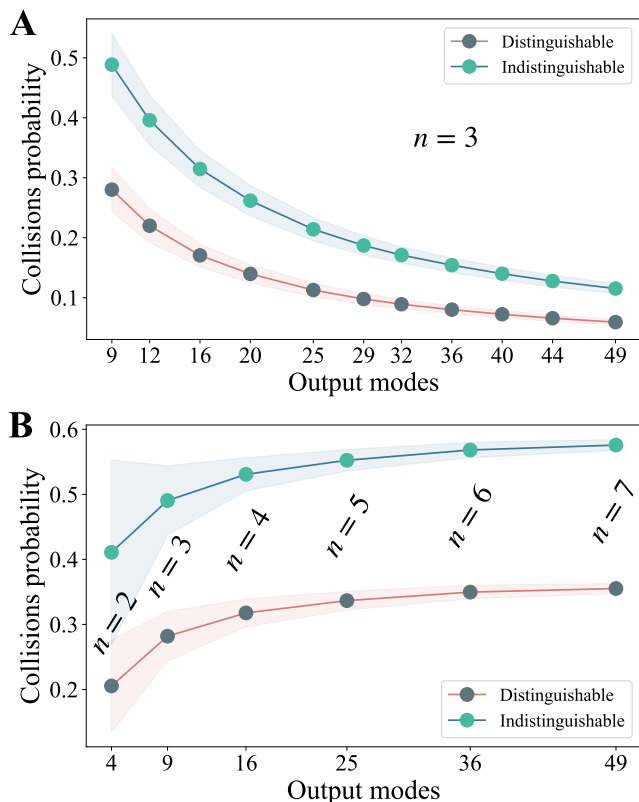 A
Collisions probability
0.5
0.4
0.3
0.2
0.1
Distinguishable
Indistinguishable
n = 3
9 12 16 20 25 29 32 36 40 44 49
Output modes
B
Collisions probability
0.6
0.5
0.4
0.3
0.2
n = 2
n = 3
n = 4
n = 5
n = 6
n = 7
Distinguishable
Indistinguishable
4 9 16 25 36 49
Output modes